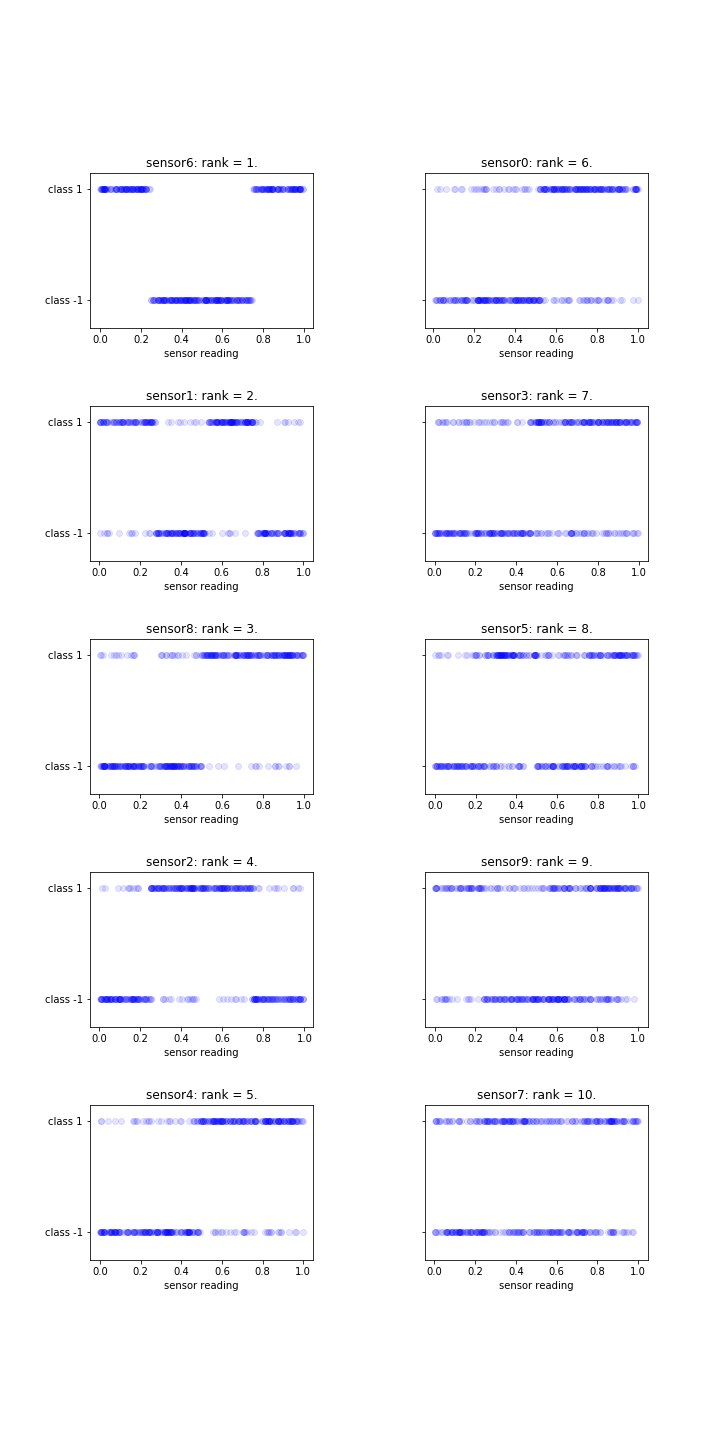 sensor6: rank = 1.
class 1
class -1
0.0 0.2 0.4 0.6 0.8 1.0
sensor reading
sensor0: rank = 6.
0.0 0.2 0.4 0.6 0.8 1.0
sensor reading
sensor1: rank = 2.
class 1
class -1
0.0 0.2 0.4 0.6 0.8 1.0
sensor reading
sensor3: rank = 7.
0.0 0.2 0.4 0.6 0.8 1.0
sensor reading
sensor8: rank = 3.
class 1
class -1
0.0 0.2 0.4 0.6 0.8 1.0
sensor reading
sensor5: rank = 8.
0.0 0.2 0.4 0.6 0.8 1.0
sensor reading
sensor2: rank = 4.
class 1
class -1
0.0 0.2 0.4 0.6 0.8 1.0
sensor reading
sensor9: rank = 9.
0.0 0.2 0.4 0.6 0.8 1.0
sensor reading
sensor4: rank = 5.
class 1
class -1
0.0 0.2 0.4 0.6 0.8 1.0
sensor reading
sensor7: rank = 10.
0.0 0.2 0.4 0.6 0.8 1.0
sensor reading